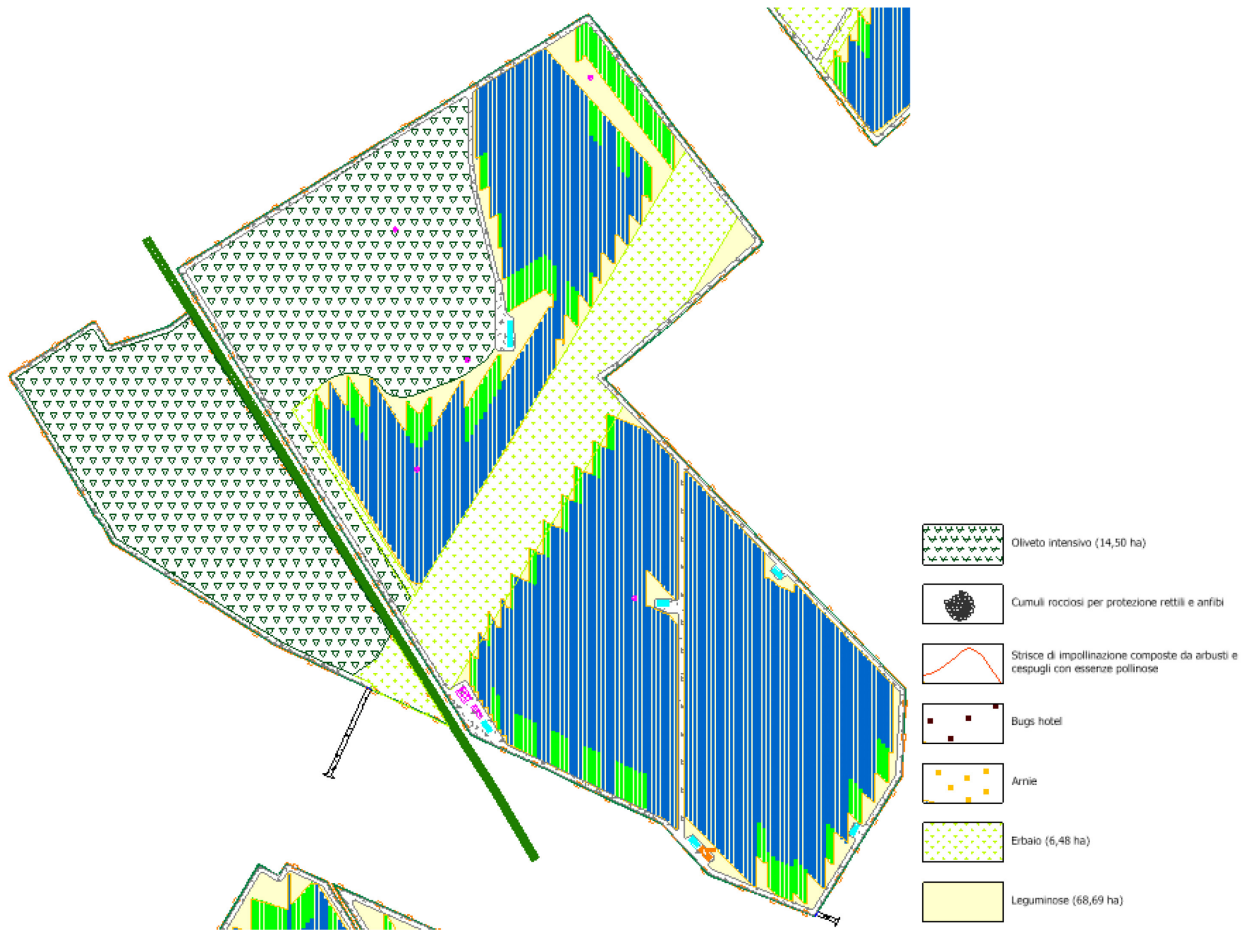 Oliveto intensivo (14,50 ha)
Cumuli rocciosi per protezione rettili e anfibi
Strisce di impollinazione composte da arbusti e
cespugli con essenze pollinose
Bugs hotel
Arnie
Erbaio (6,48 ha)
Leguminose (68,69 ha)